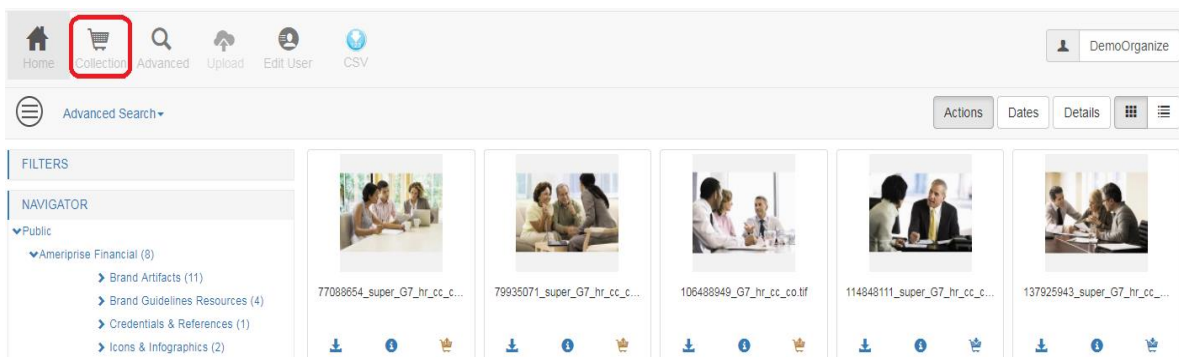 Home Collection Advanced Upload Edit User CSV
DemoOrganize
Advanced Search
Actions Dates Details
FILTERS
NAVIGATOR
Public
Ameriprise Financial (8)
Brand Artifacts (11)
Brand Guidelines Resources (4)
Credentials & References (1)
Icons & Infographics (2)
77088654_super_G7_hr_cc_c...
79935071_super_G7_hr_cc_c...
106488949_G7_hr_cc_co.tif
114848111_super_G7_hr_cc_c...
137925943_super_G7_hr_cc_...